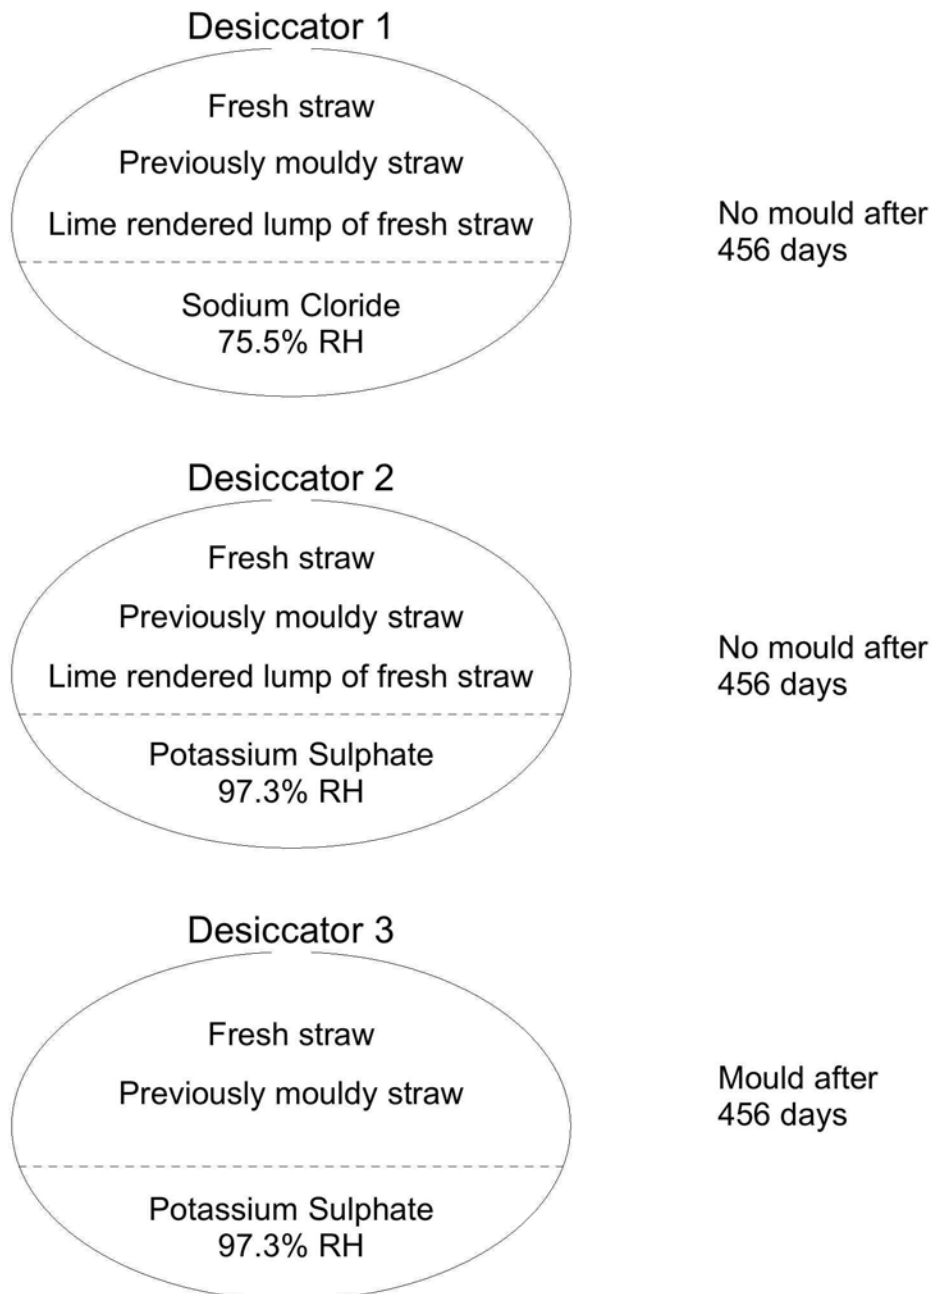 Desiccator 1
Fresh straw
Previously mouldy straw
Lime rendered lump of fresh straw
Sodium Cloride
75.5% RH
No mould after
456 days
Desiccator 2
Fresh straw
Previously mouldy straw
Lime rendered lump of fresh straw
Potassium Sulphate
97.3% RH
No mould after
456 days
Desiccator 3
Fresh straw
Previously mouldy straw
Potassium Sulphate
97.3% RH
Mould after
456 days